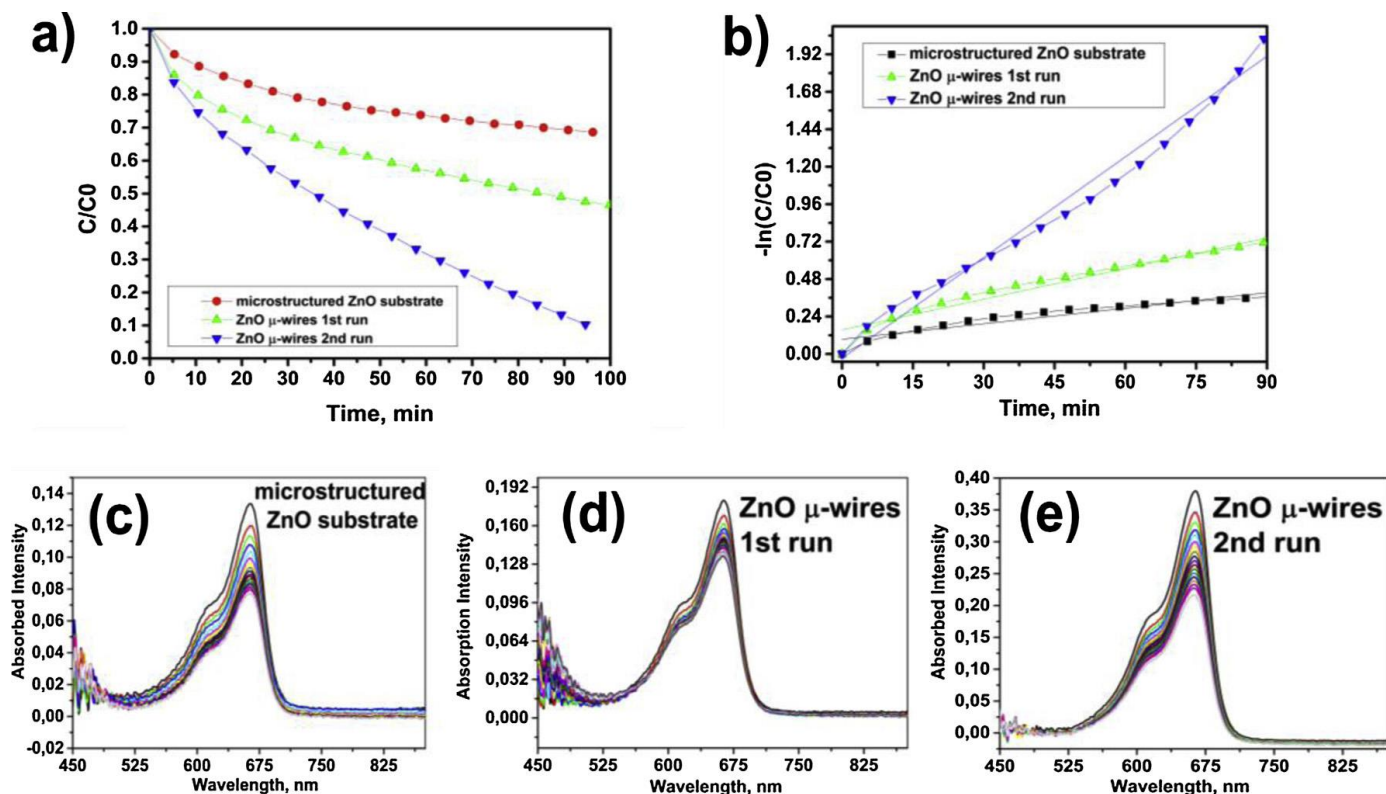 a)
1.0
0.9
0.8
0.7
0.6
0.5
0.4
0.3
0.2
0.1
0.0
C/C0
microstructured ZnO substrate
ZnO µ-wires 1st run
ZnO µ-wires 2nd run
0 10 20 30 40 50 60 70 80 90 100
Time, min
b)
1.92
1.68
1.44
1.20
0.96
0.72
0.48
0.24
0.00
-ln(C/C0)
microstructured ZnO substrate
ZnO µ-wires 1st run
ZnO µ-wires 2nd run
0 15 30 45 60 75 90
Time, min
(c)
microstructured
ZnO substrate
0,14
0,12
0,10
0,08
0,06
0,04
0,02
0,00
-0,02
Absorbed Intensity
450 525 600 675 750 825
Wavelength, nm
(d)
ZnO µ-wires
1st run
0,192
0,160
0,128
0,096
0,064
0,032
0,000
Absorption Intensity
450 525 600 675 750 825
Wavelength, nm
(e)
ZnO µ-wires
2nd run
0,40
0,35
0,30
0,25
0,20
0,15
0,10
0,05
0,00
Absorbed Intensity
450 525 600 675 750 825
Wavelength, nm